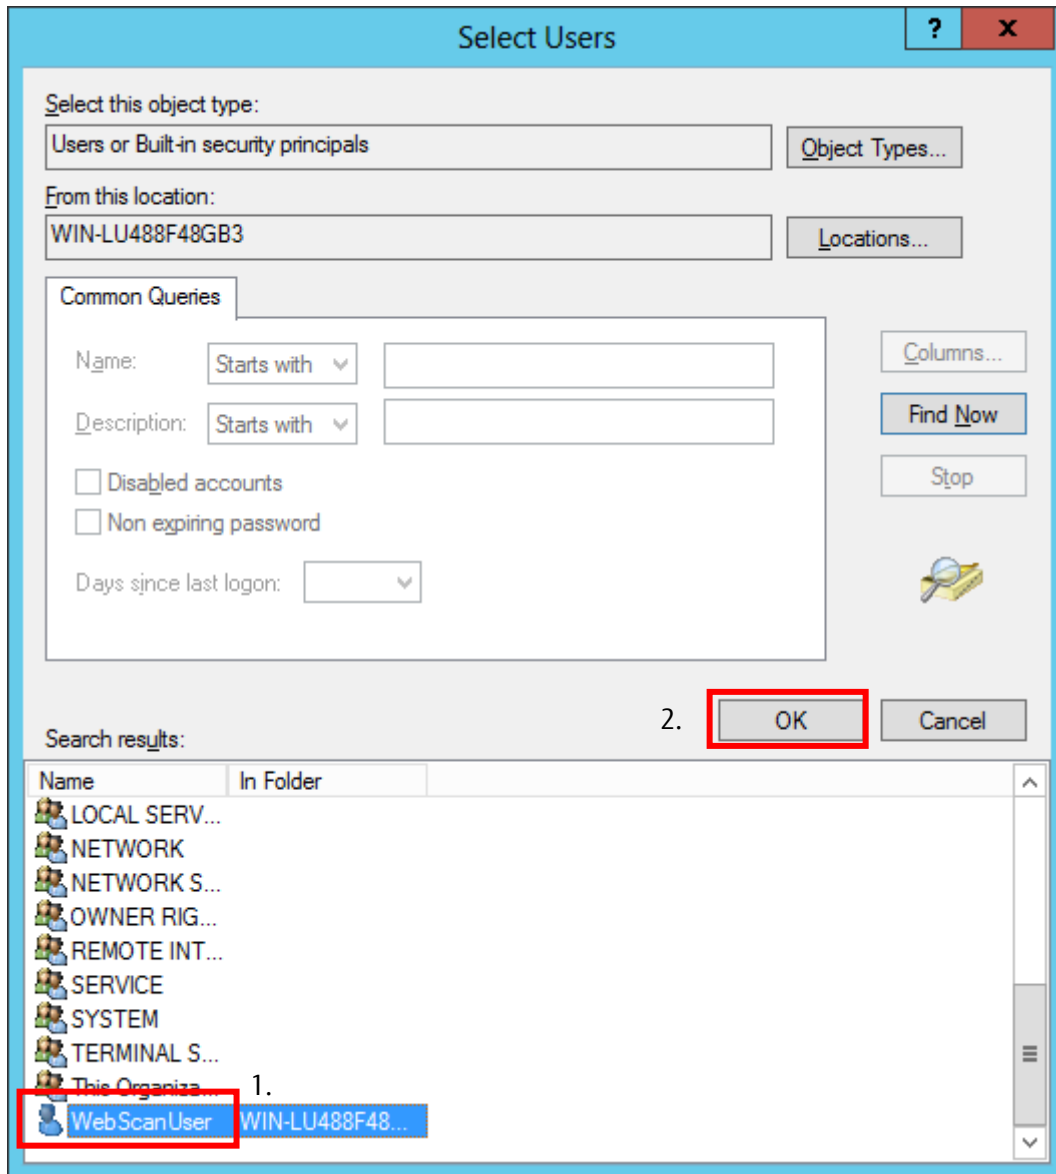 Select Users
?
x
Select this object type:
Users or Built-in security principals
Object Types...
From this location:
WIN-LU488F48GB3
Locations...
Common Queries
Name:
Starts with
Columns...
Description:
Starts with
Find Now
Disabled accounts
Stop
Non expiring password
Days since last logon:
2.
OK
Cancel
Search results:
Name
In Folder
LOCAL SERV...
NETWORK
NETWORK S...
OWNER RIG...
REMOTE INT...
SERVICE
SYSTEM
TERMINAL S...
This Organiza...
1.
WebScanUser
WIN-LU488F48...